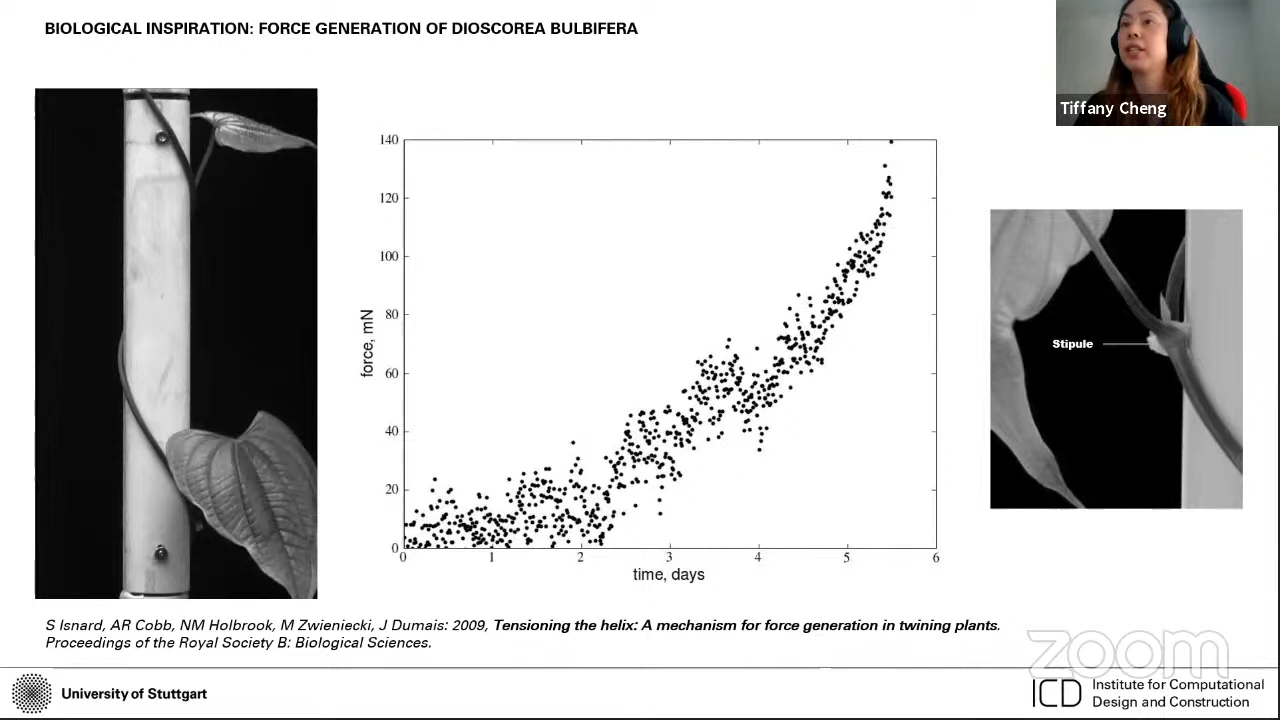 BIOLOGICAL INSPIRATION: FORCE GENERATION OF DIOSCOREA BULBIFERA
Tiffany Cheng
140
120
100
80
60
40
20
0
force, mN
0 1 2 3 4 5 6
time, days
Stipule
S Isnard, AR Cobb, NM Holbrook, M Zwieniecki, J Dumais: 2009, Tensioning the helix: A mechanism for force generation in twining plants.
Proceedings of the Royal Society B: Biological Sciences.
zoom
University of Stuttgart
ICD
Institute for Computational
Design and Construction